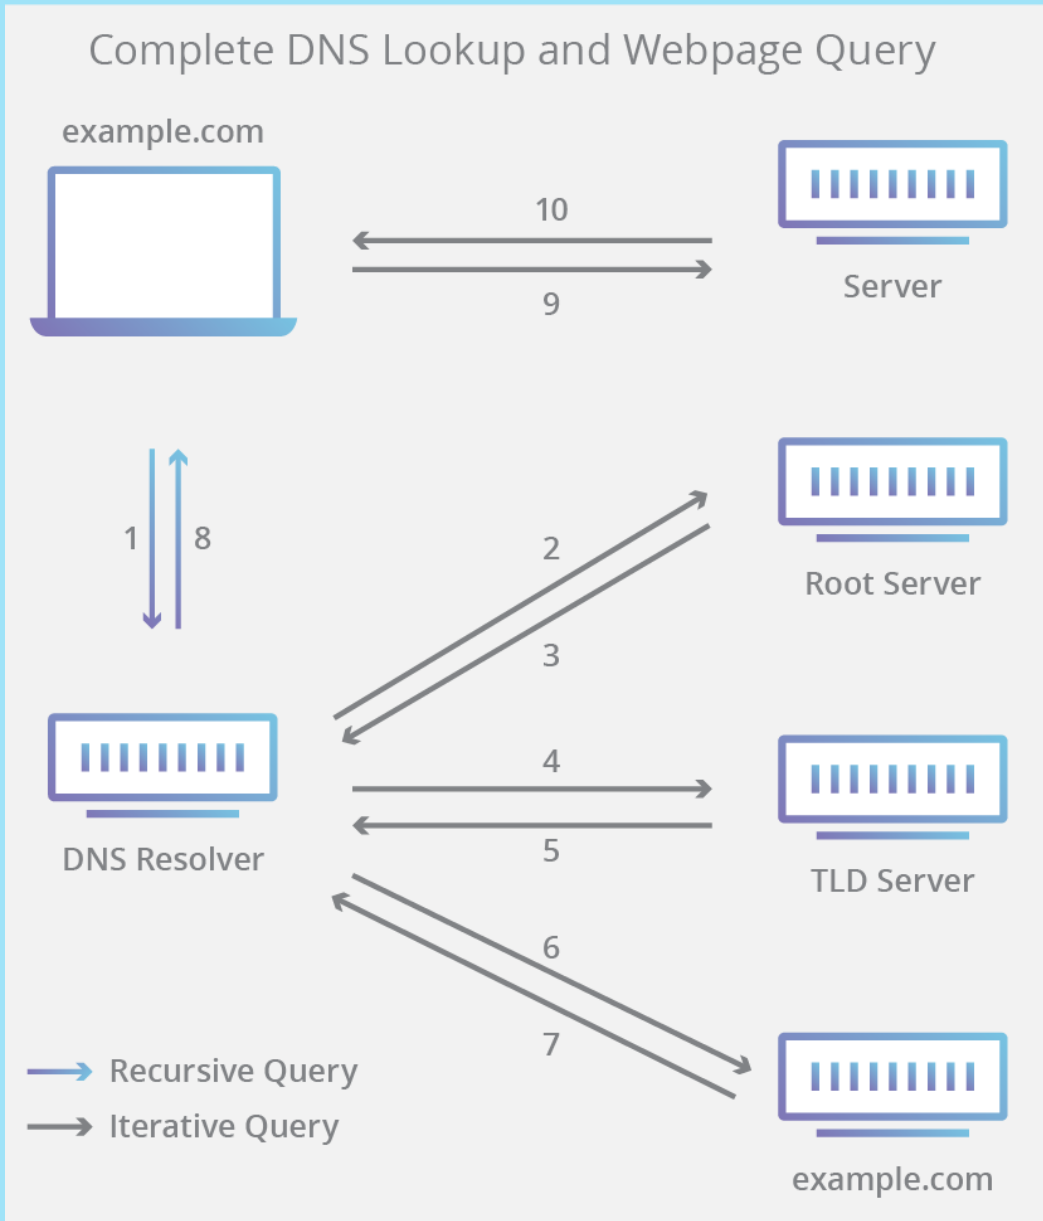 Complete DNS Lookup and Webpage Query
example.com
10
9
Server
1
8
2
3
Root Server
DNS Resolver
4
5
TLD Server
6
7
Recursive Query
Iterative Query
example.com